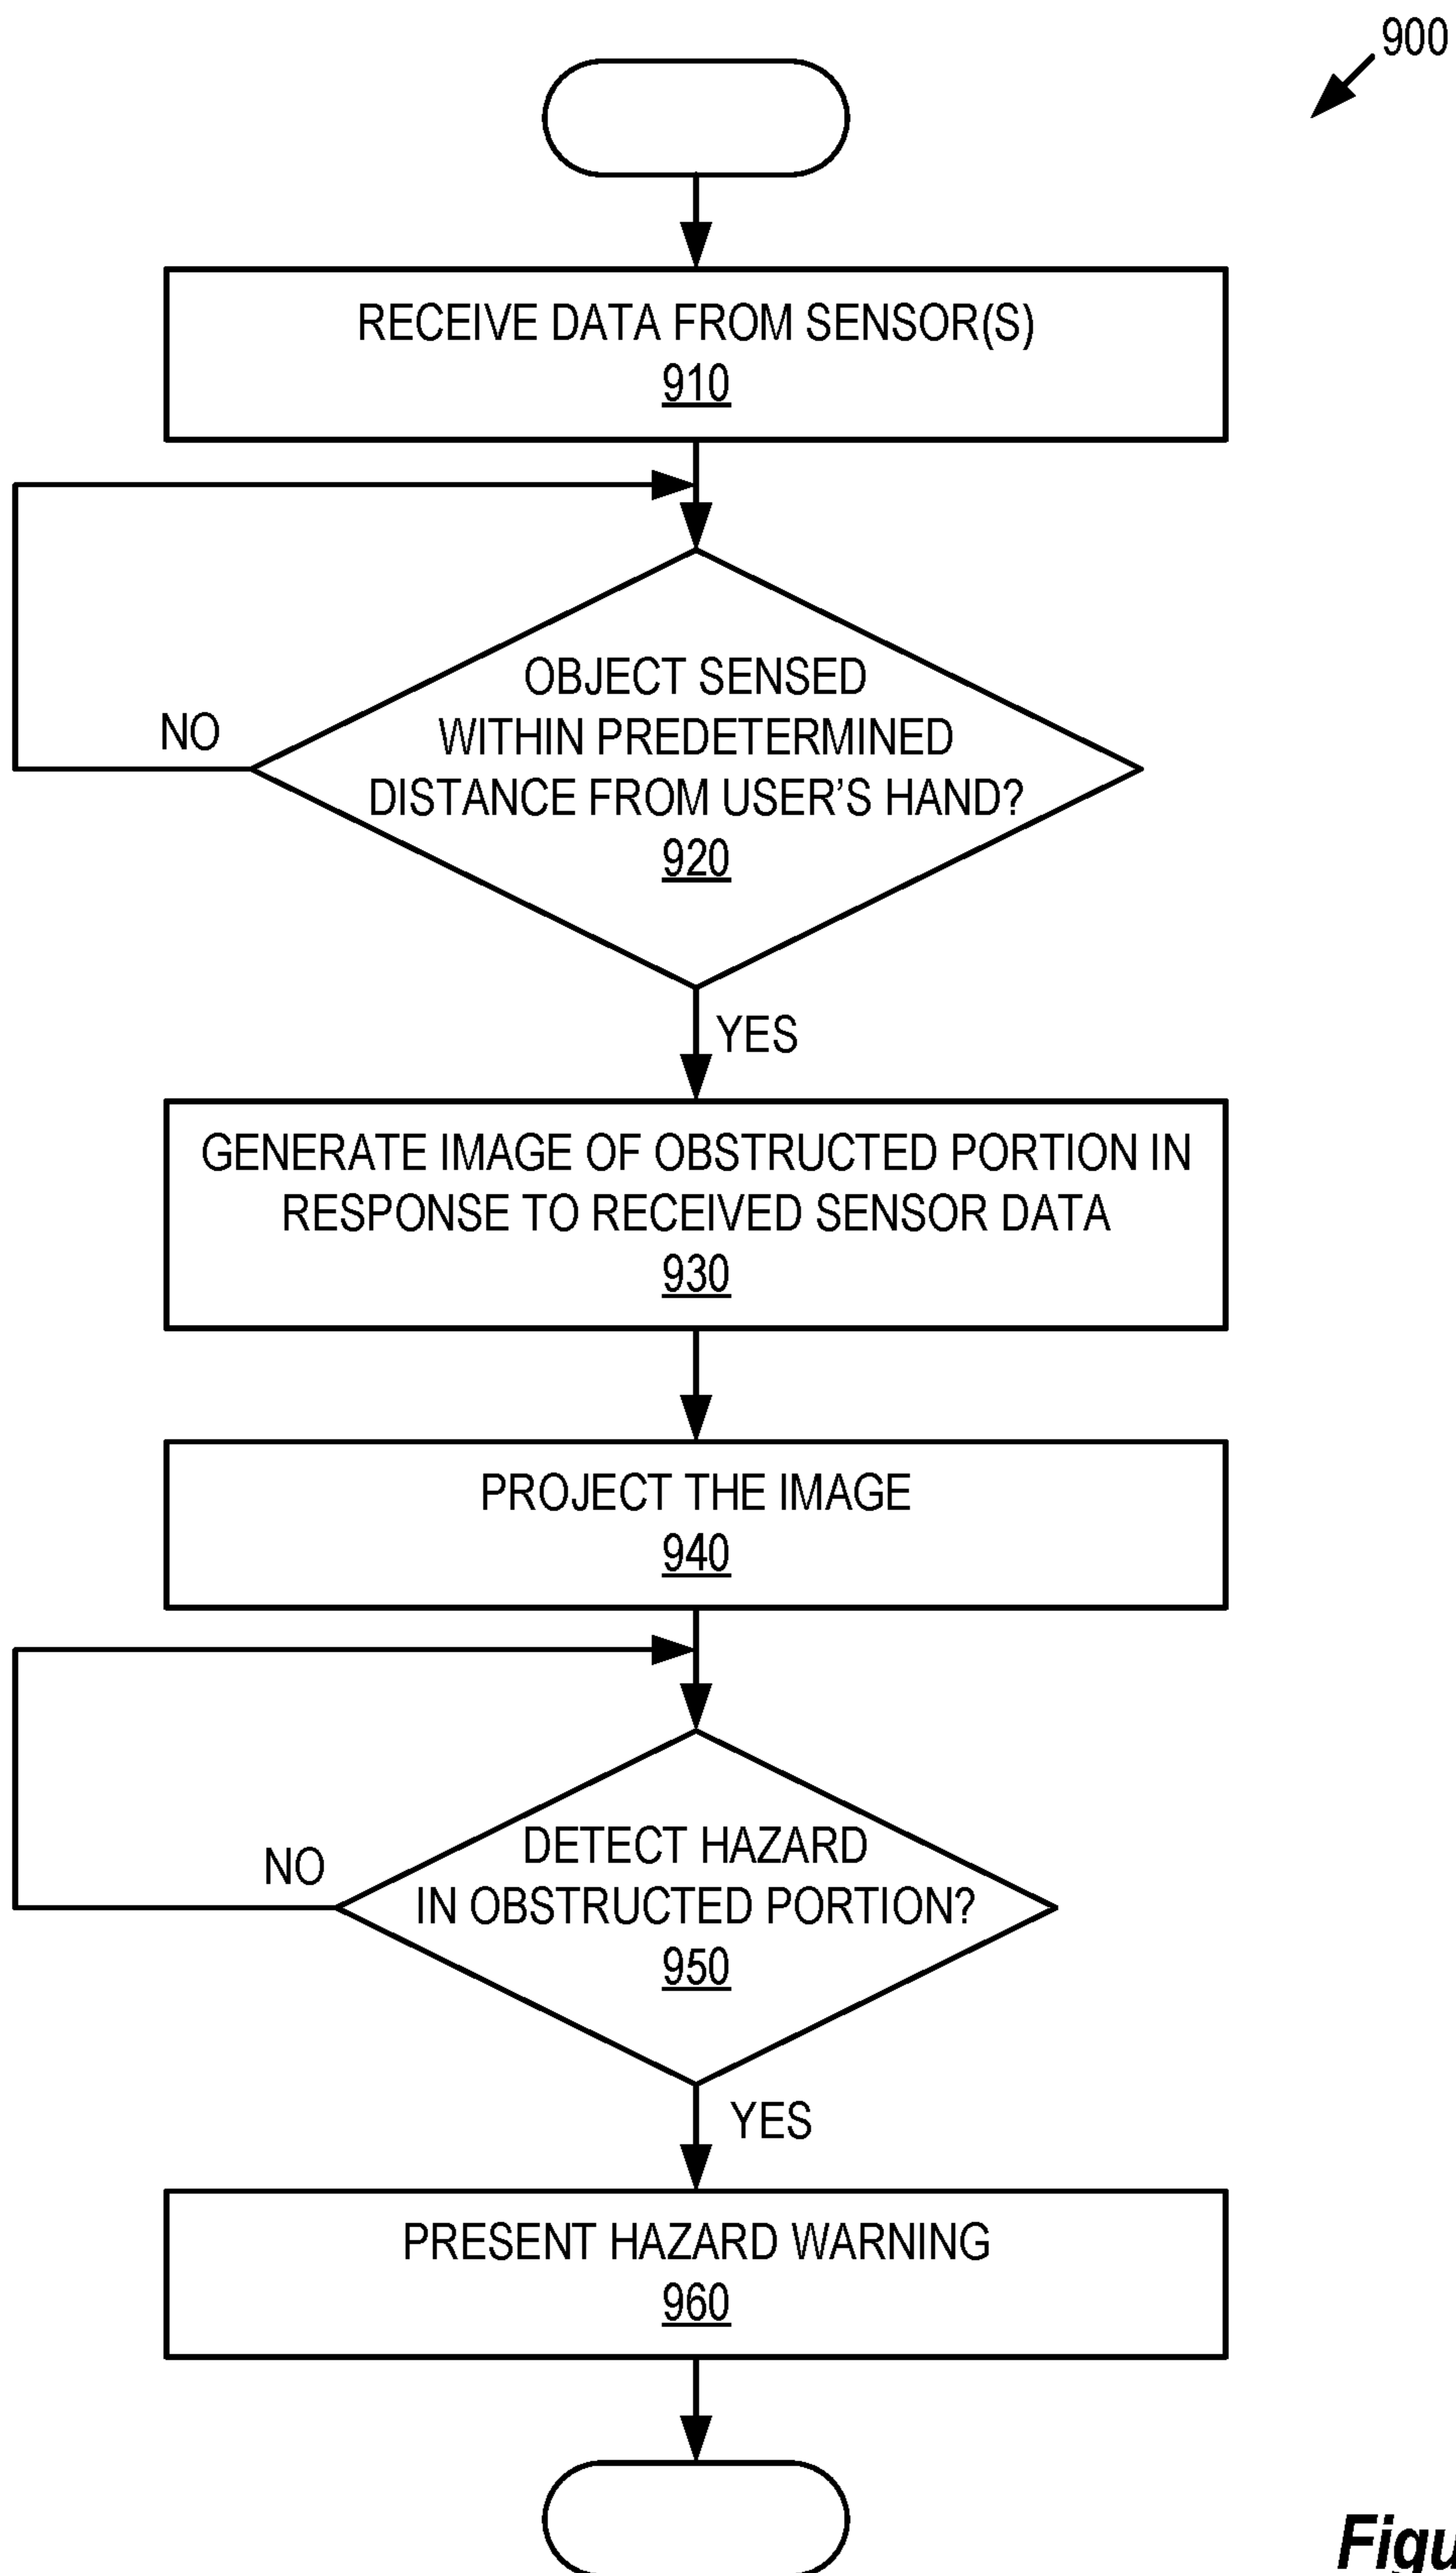 900
RECEIVE DATA FROM SENSOR(S)
910
OBJECT SENSED
WITHIN PREDETERMINED
DISTANCE FROM USER'S HAND?
920
NO
YES
GENERATE IMAGE OF OBSTRUCTED PORTION IN
RESPONSE TO RECEIVED SENSOR DATA
930
PROJECT THE IMAGE
940
DETECT HAZARD
IN OBSTRUCTED PORTION?
950
NO
YES
PRESENT HAZARD WARNING
960
Figu